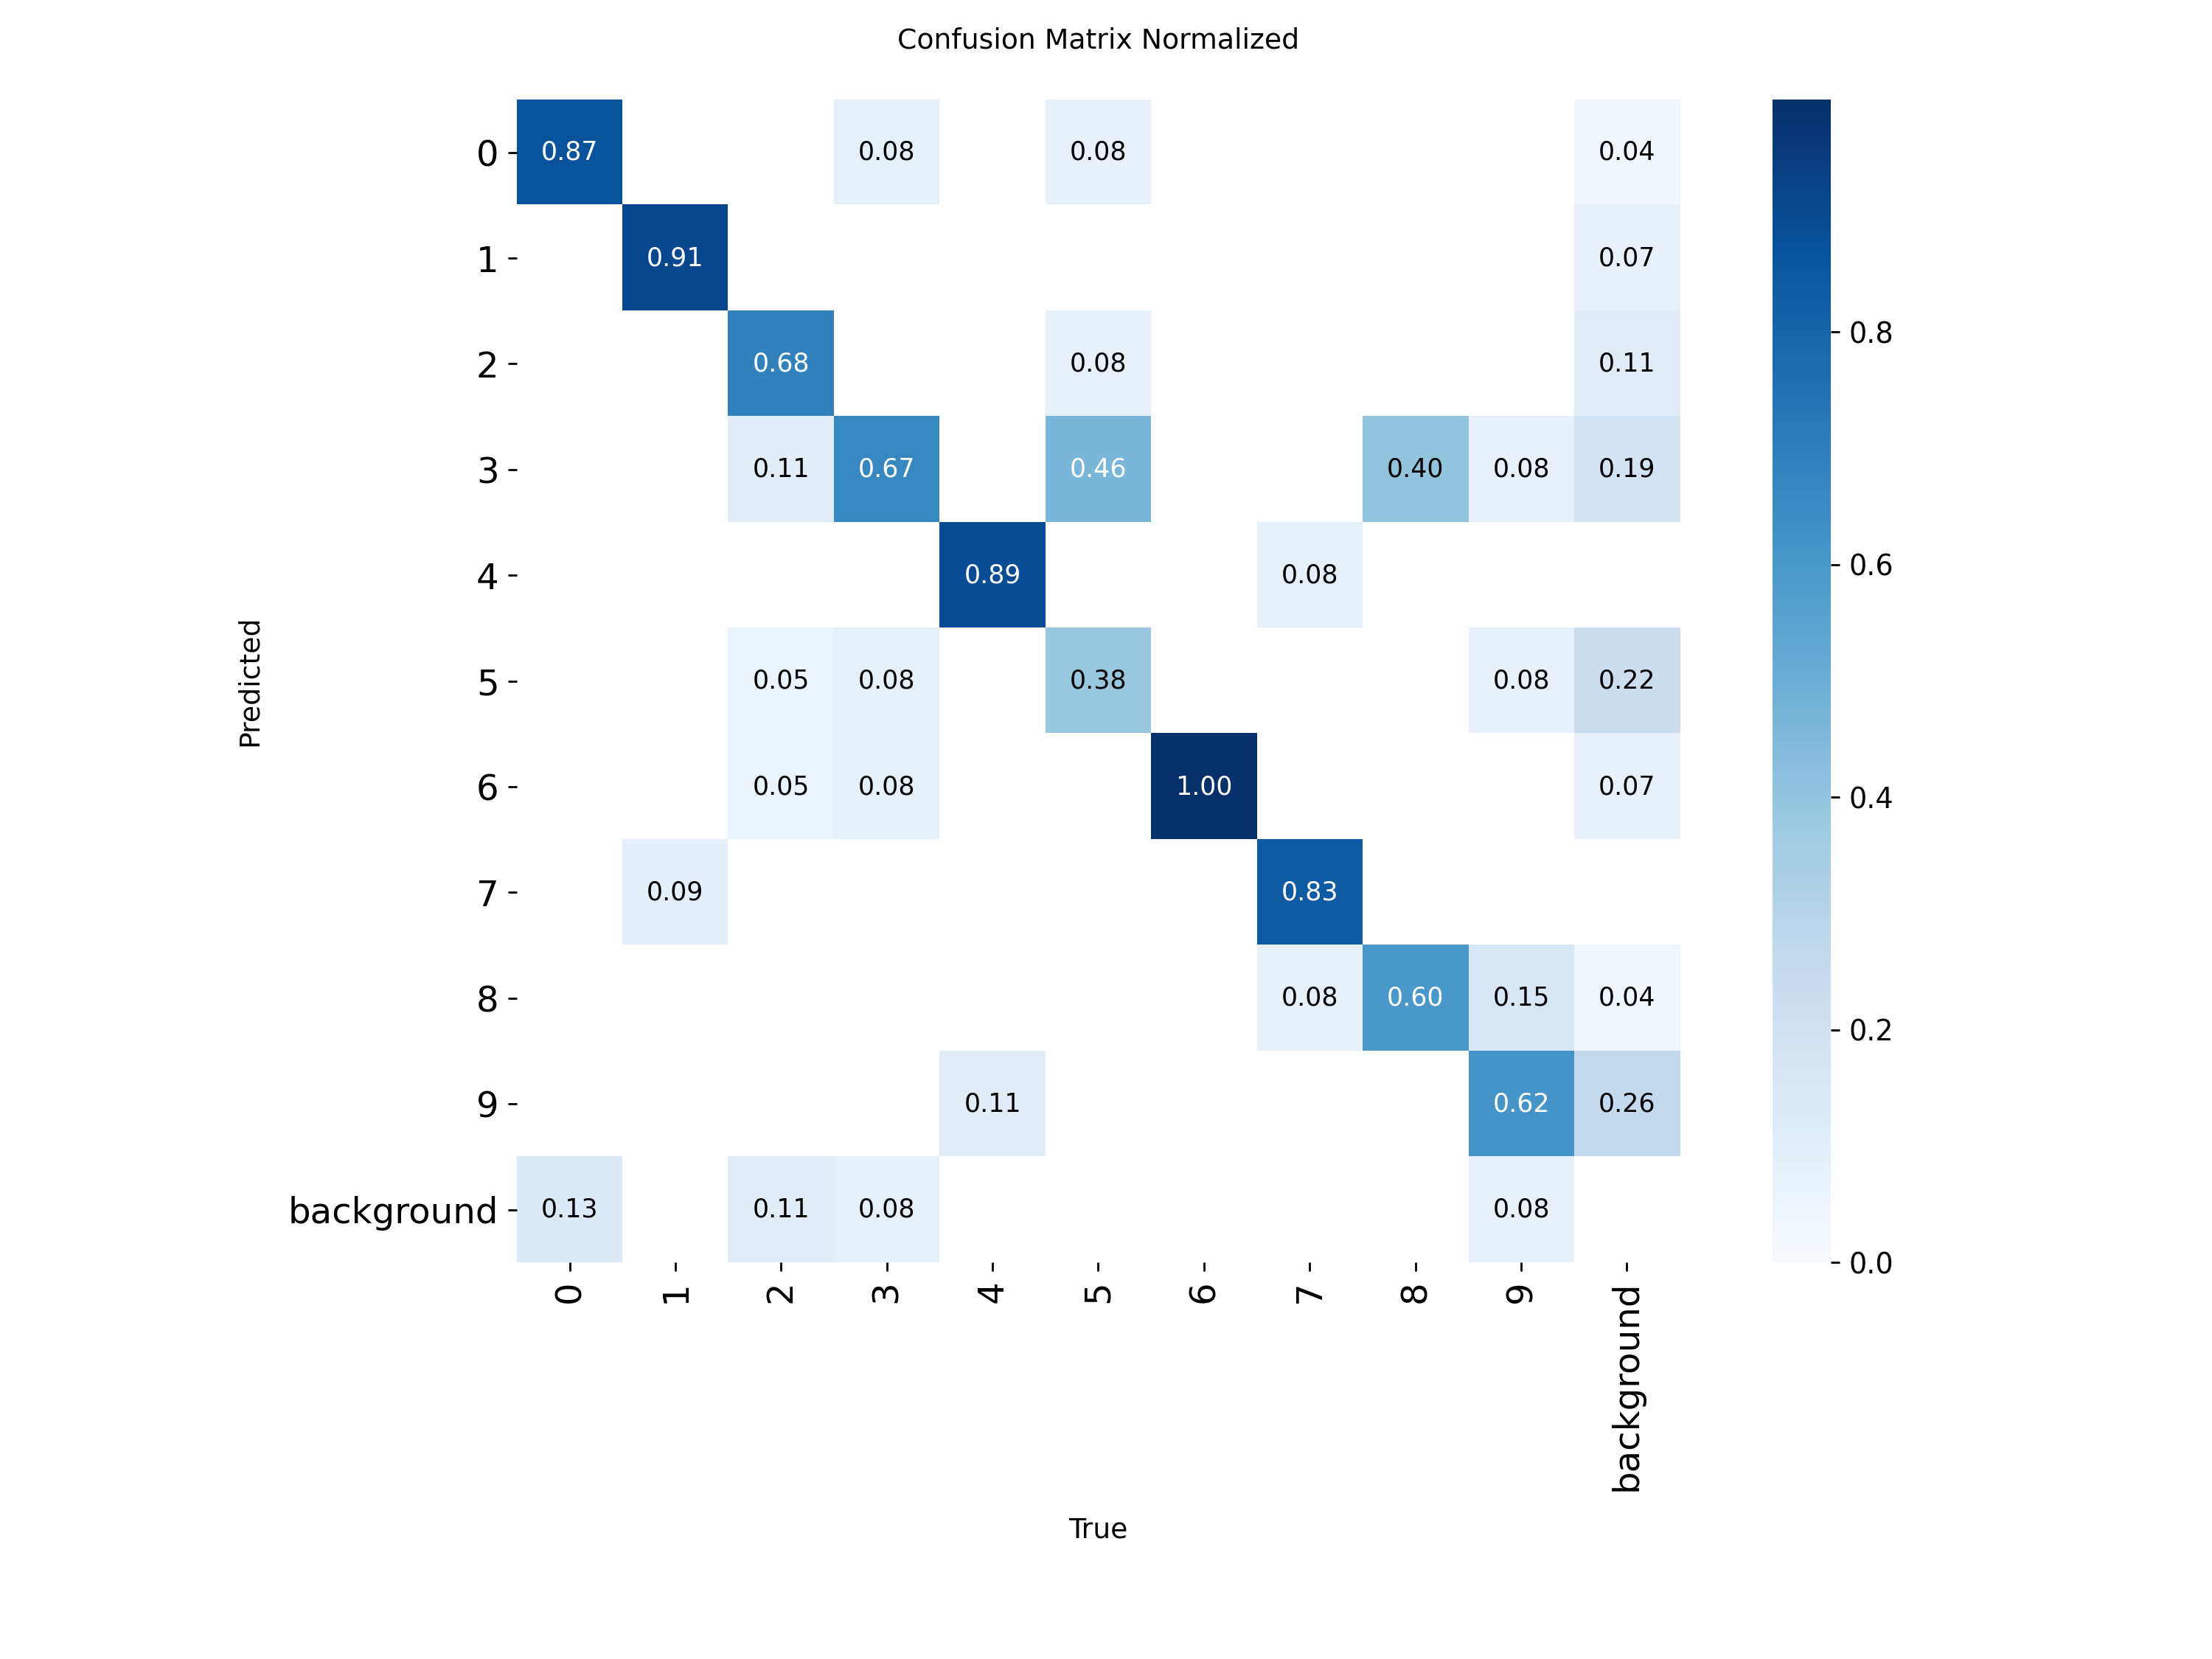 Confusion Matrix Normalized
0 0.87 0.08 0.08 0.04
1 0.91 0.07
2 0.68 0.08 0.11 0.8
3 0.11 0.67 0.46 0.40 0.08 0.19
4 0.89 0.08 0.6
Predicted
5 0.05 0.08 0.38 0.08 0.22
6 0.05 0.08 1.00 0.07 0.4
7 0.09 0.83
8 0.08 0.60 0.15 0.04 0.2
9 0.11 0.62 0.26
background 0.13 0.11 0.08 0.08 0.0
0 1 2 3 4 5 6 7 8 9 background
True